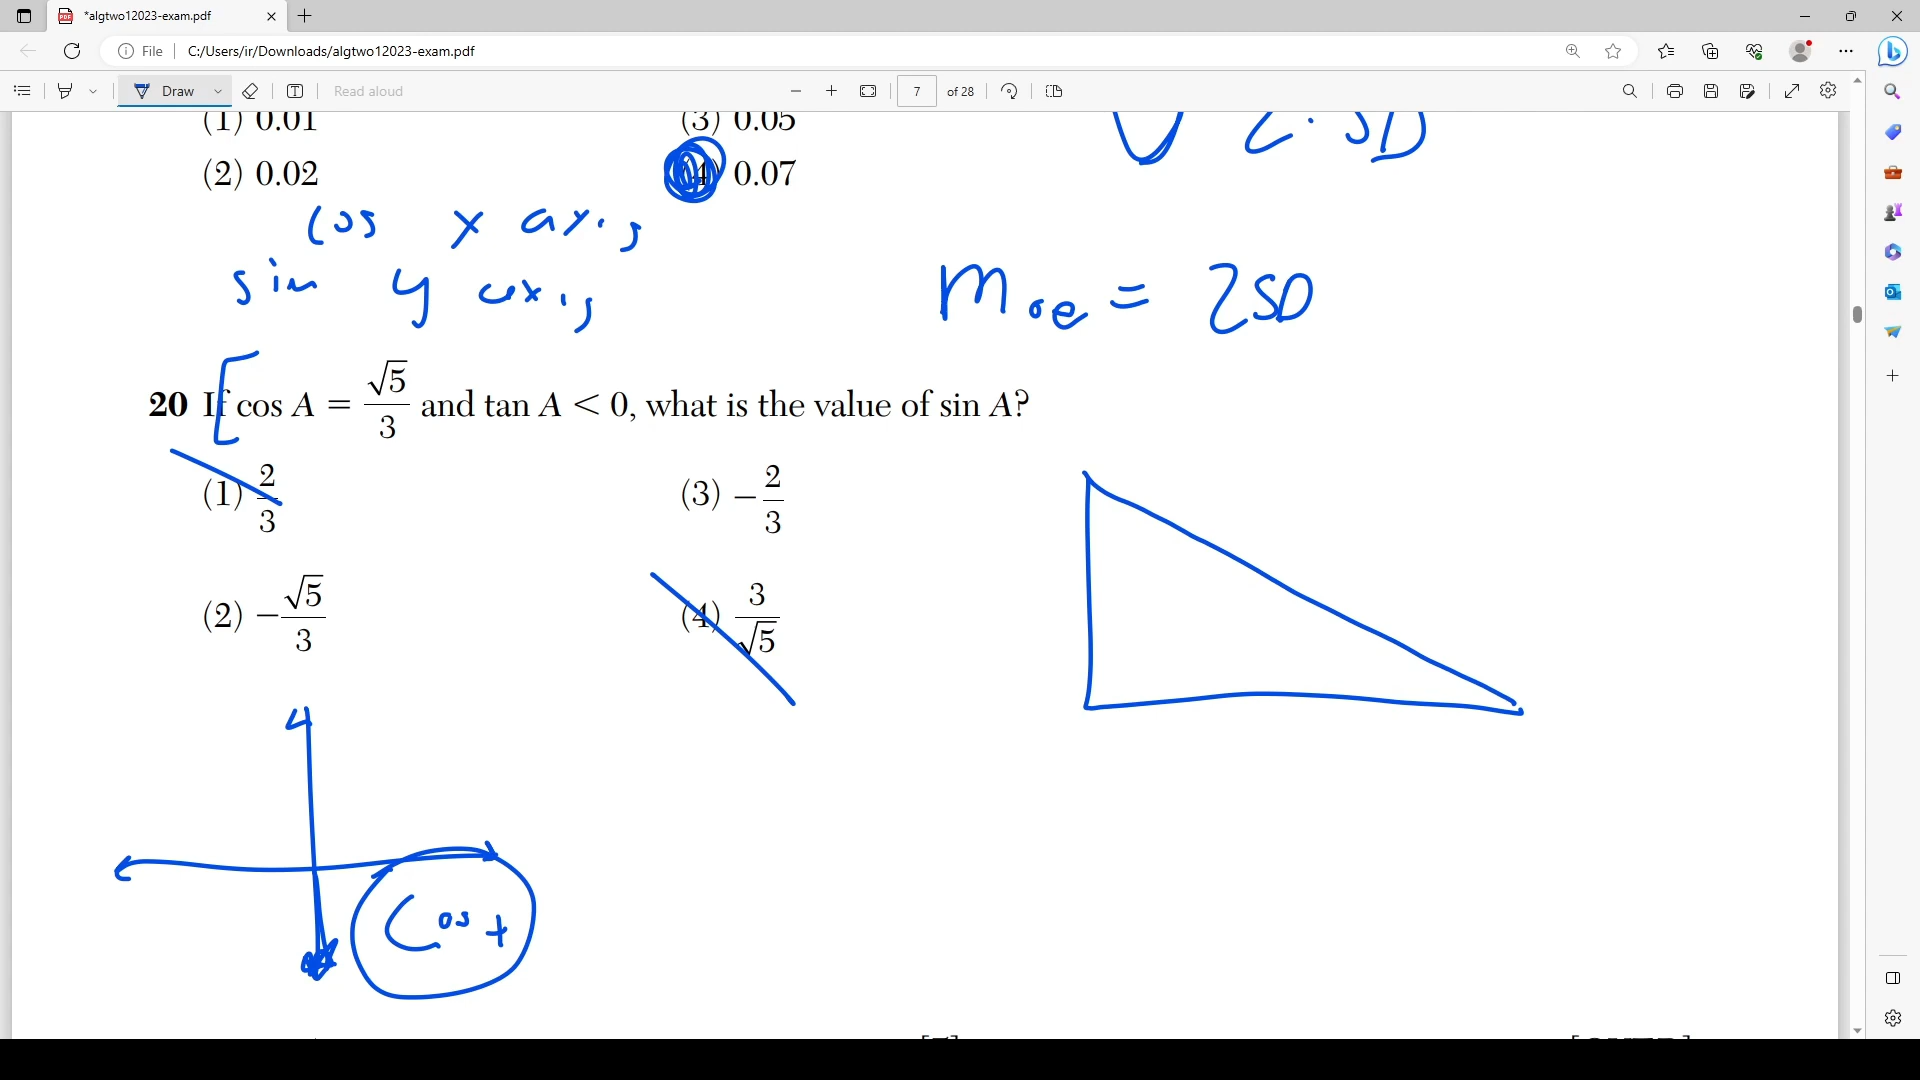 *algtwo12023-exam.pdf
File C:/Users/ir/Downloads/algtwo12023-exam.pdf
Draw Read aloud 7 of 28
(1) 0.01 (3) 0.05
2·SD
(2) 0.02 (4) 0.07
cos x axis
sin y axis
Moe = 2SD
20 If cos A = √5/3 and tan A < 0, what is the value of sin A?
(1) 2/3 (3) −2/3
(2) −√5/3 (4) 3/√5
Cos +